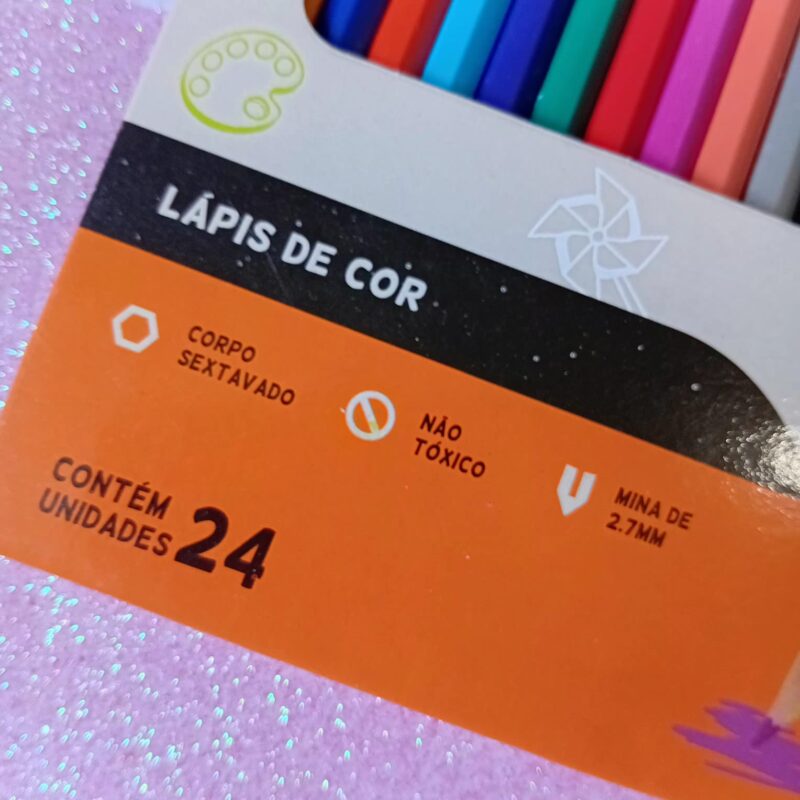 LÁPIS DE COR
CORPO
SEXTAVADO
NÃO
TÓXICO
MINA DE
2.7MM
CONTÉM
UNIDADES 24